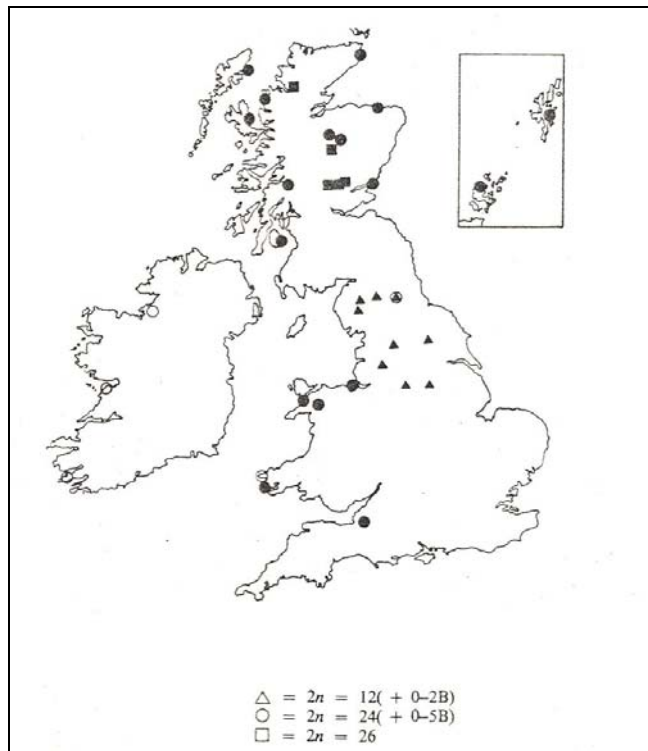 △ = 2n = 12( + 0–2B)
○ = 2n = 24( + 0–5B)
□ = 2n = 26